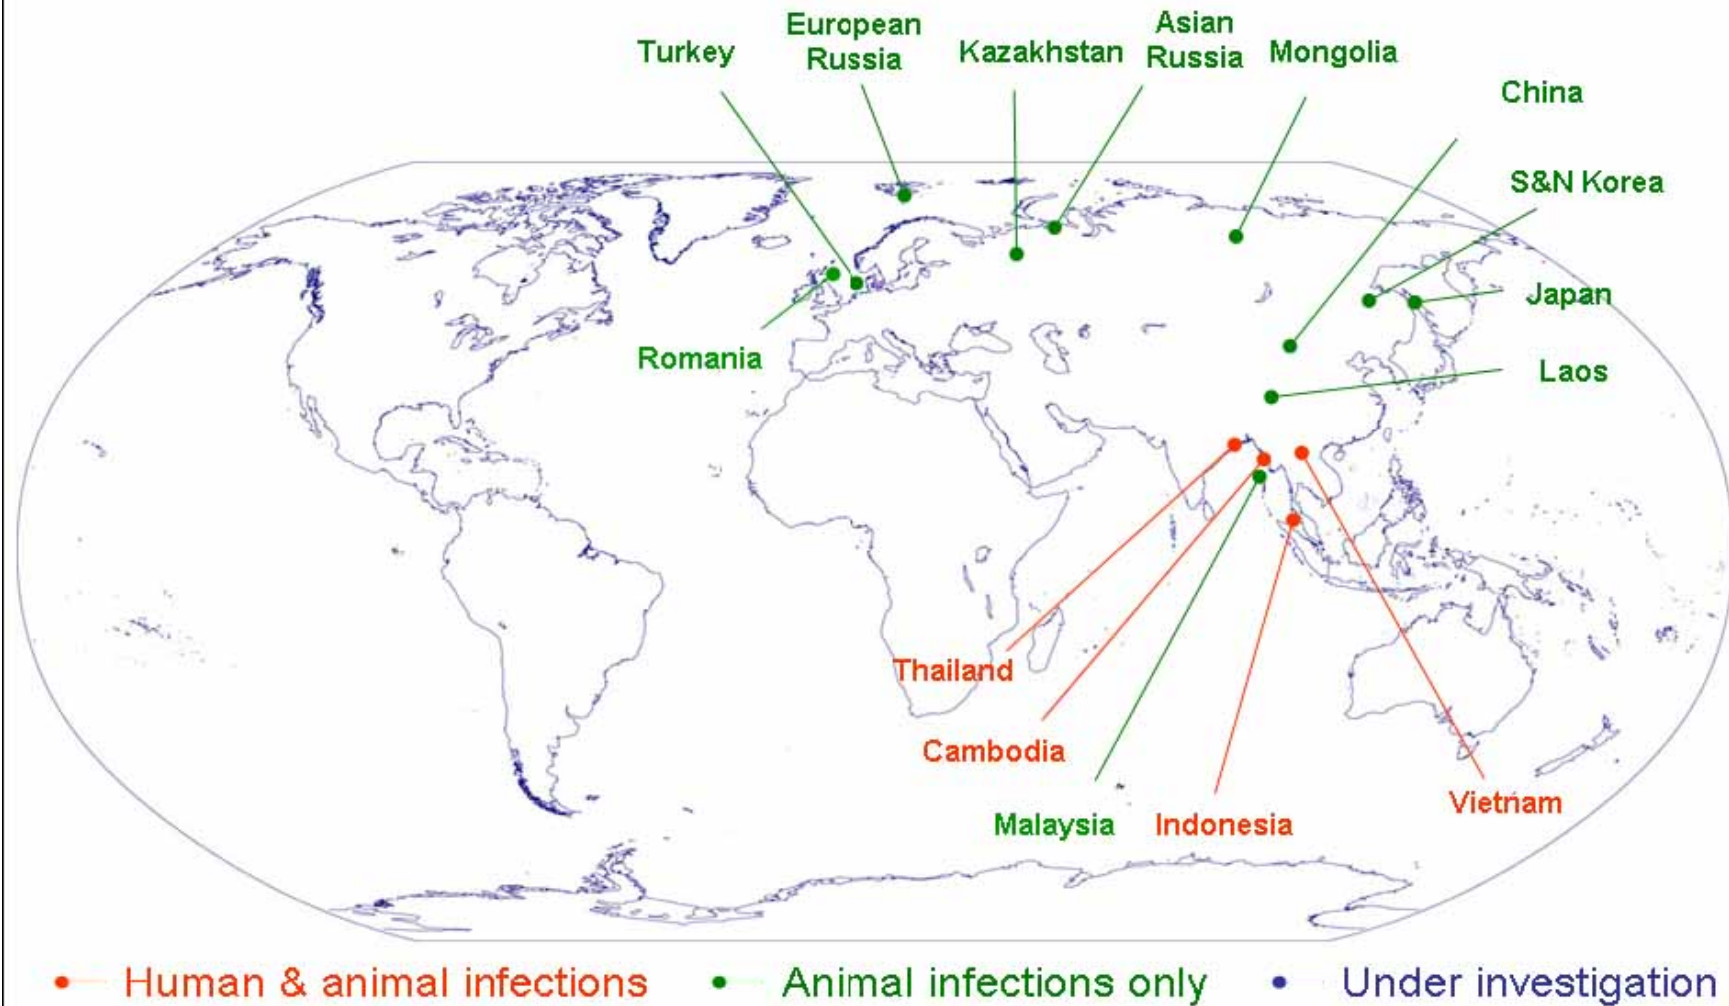 European
Russia
Asian
Russia
Turkey
Kazakhstan
Mongolia
China
S&N Korea
Japan
Romania
Laos
Thailand
Cambodia
Malaysia
Indonesia
Vietnam
Human & animal infections
Animal infections only
Under investigation